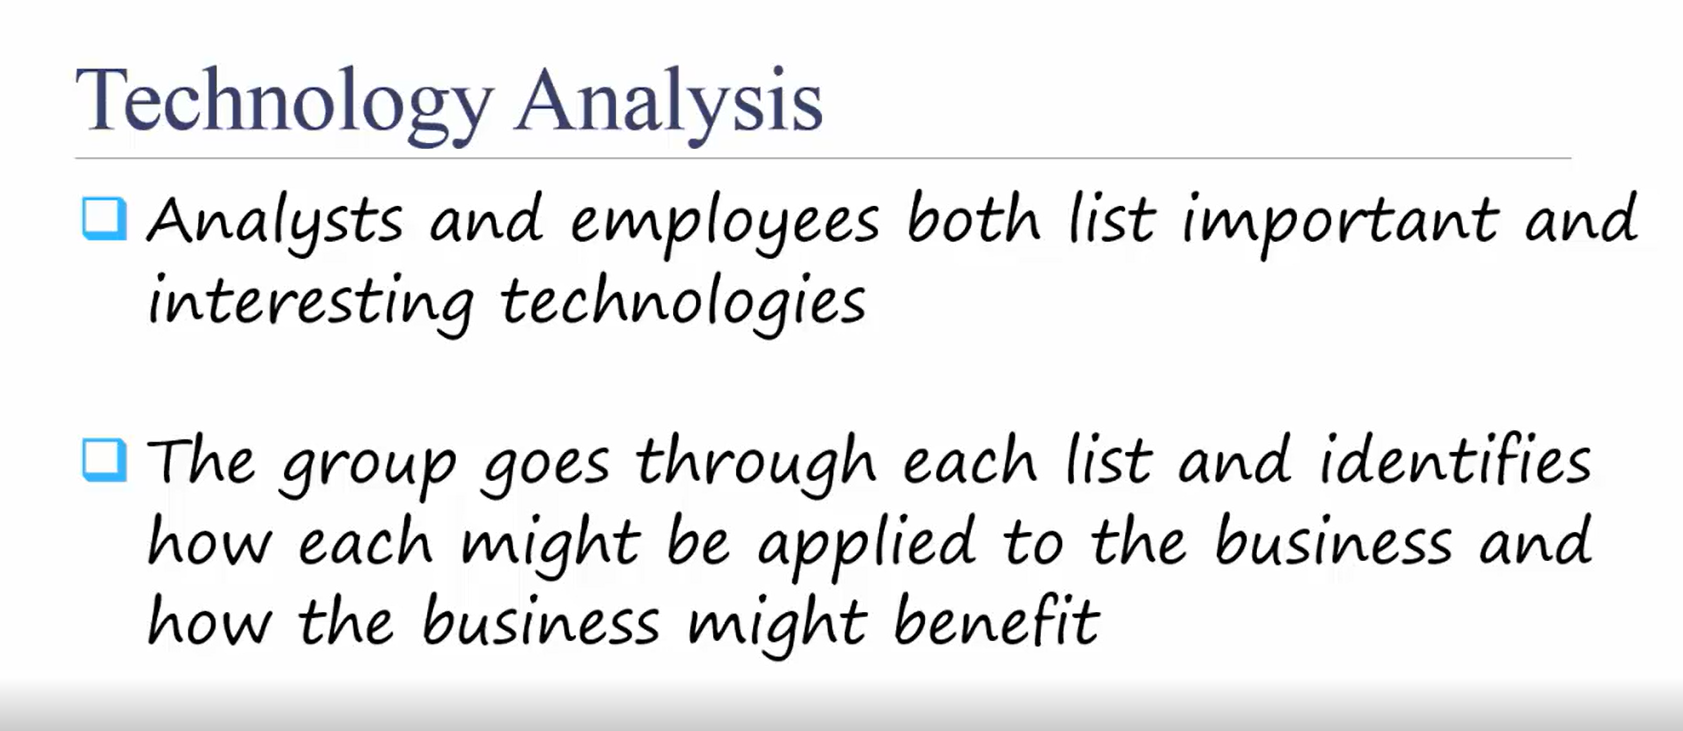 Technology Analysis
Analysts and employees both list important and
interesting technologies
The group goes through each list and identifies
how each might be applied to the business and
how the business might benefit